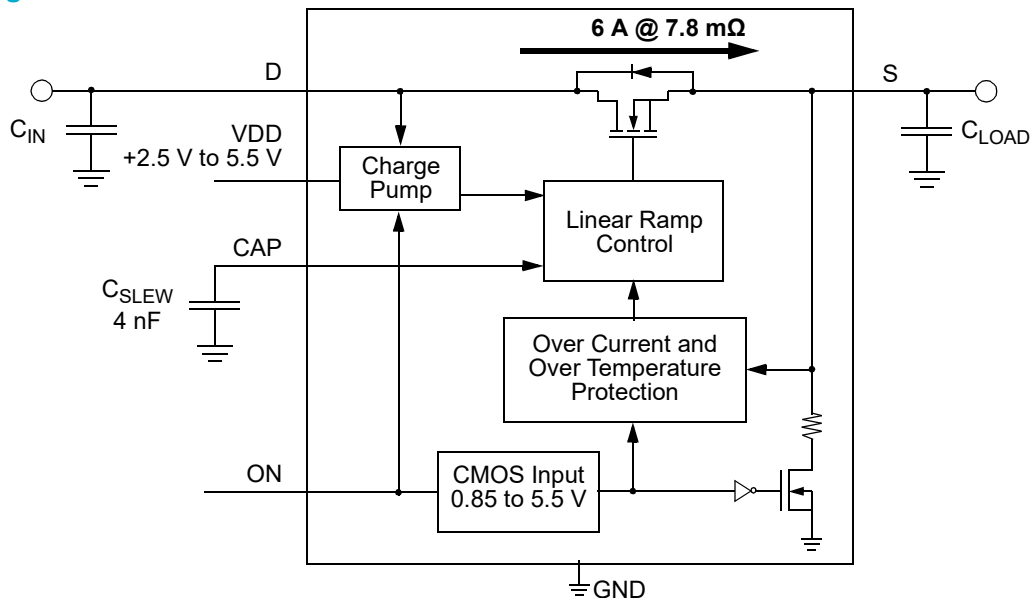 6 A @ 7.8 mΩ
D
S
C_IN
VDD
+2.5 V to 5.5 V
Charge
Pump
C_LOAD
Linear Ramp
Control
CAP
C_SLEW
4 nF
Over Current and
Over Temperature
Protection
ON
CMOS Input
0.85 to 5.5 V
GND